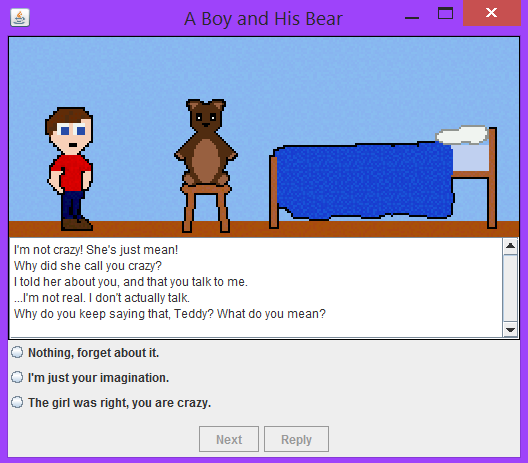 A Boy and His Bear
I'm not crazy! She's just mean!
Why did she call you crazy?
I told her about you, and that you talk to me.
...I'm not real. I don't actually talk.
Why do you keep saying that, Teddy? What do you mean?
Nothing, forget about it.
I'm just your imagination.
The girl was right, you are crazy.
Next Reply